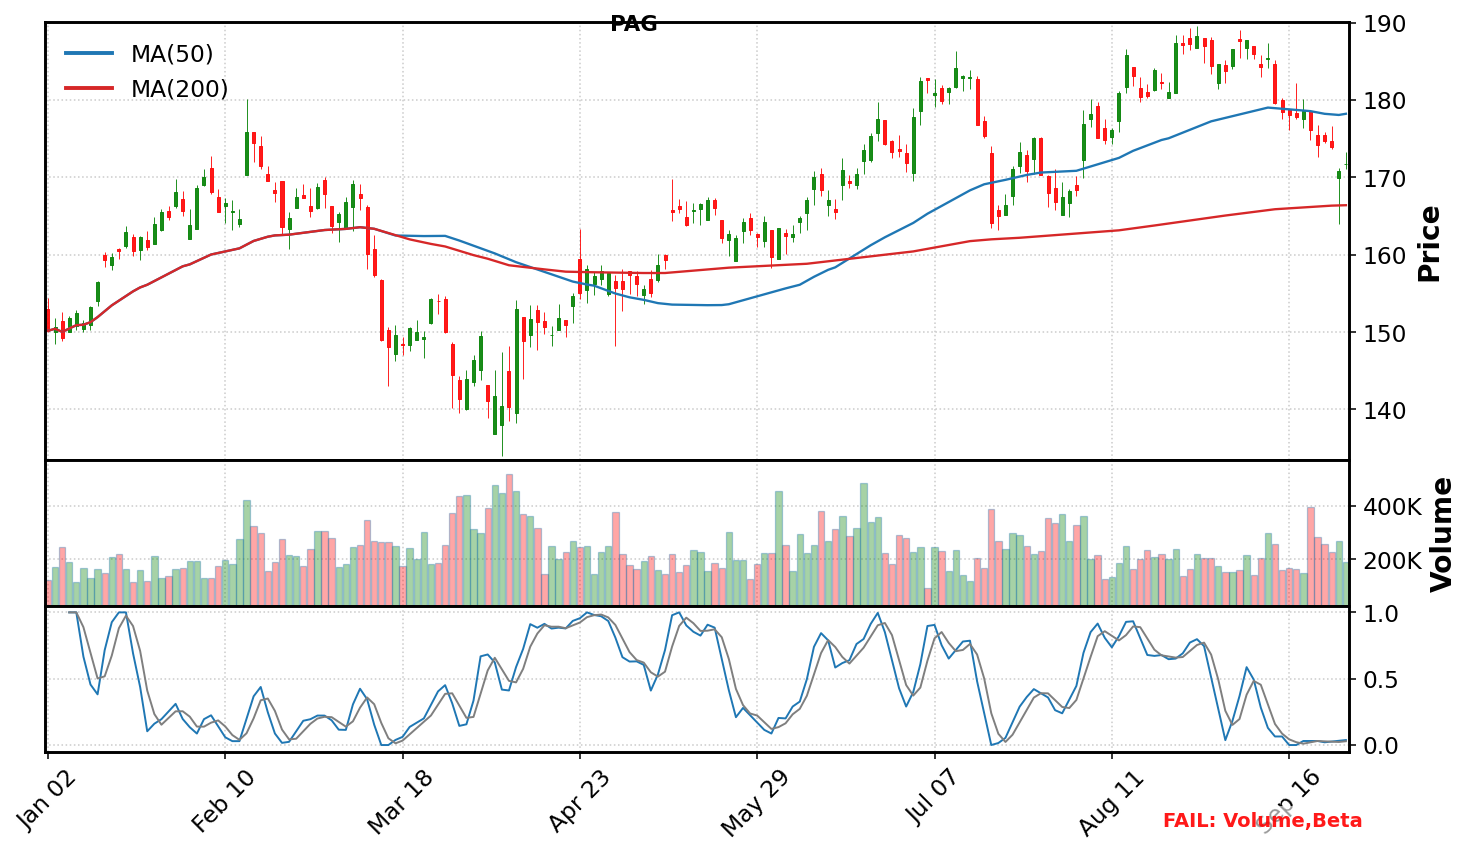 PAG
MA(50)
MA(200)
190
180
170
160
150
140
Price
400K
200K
Volume
1.0
0.5
0.0
Jan 02
Feb 10
Mar 18
Apr 23
May 29
Jul 07
Aug 11
Sep 16
FAIL: Volume,Beta